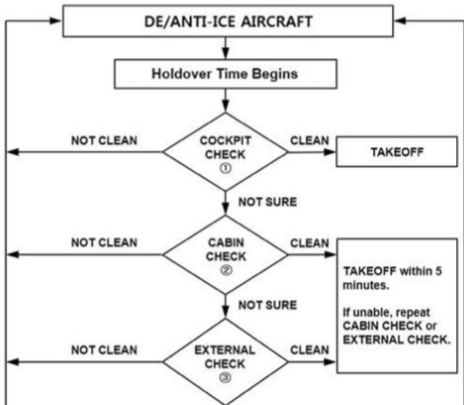 DE/ANTI-ICE AIRCRAFT
Holdover Time Begins
NOT CLEAN
COCKPIT
CHECK
①
CLEAN
TAKEOFF
NOT SURE
NOT CLEAN
CABIN
CHECK
②
CLEAN
TAKEOFF within 5
minutes.
If unable, repeat
CABIN CHECK or
EXTERNAL CHECK.
NOT SURE
NOT CLEAN
EXTERNAL
CHECK
③
CLEAN